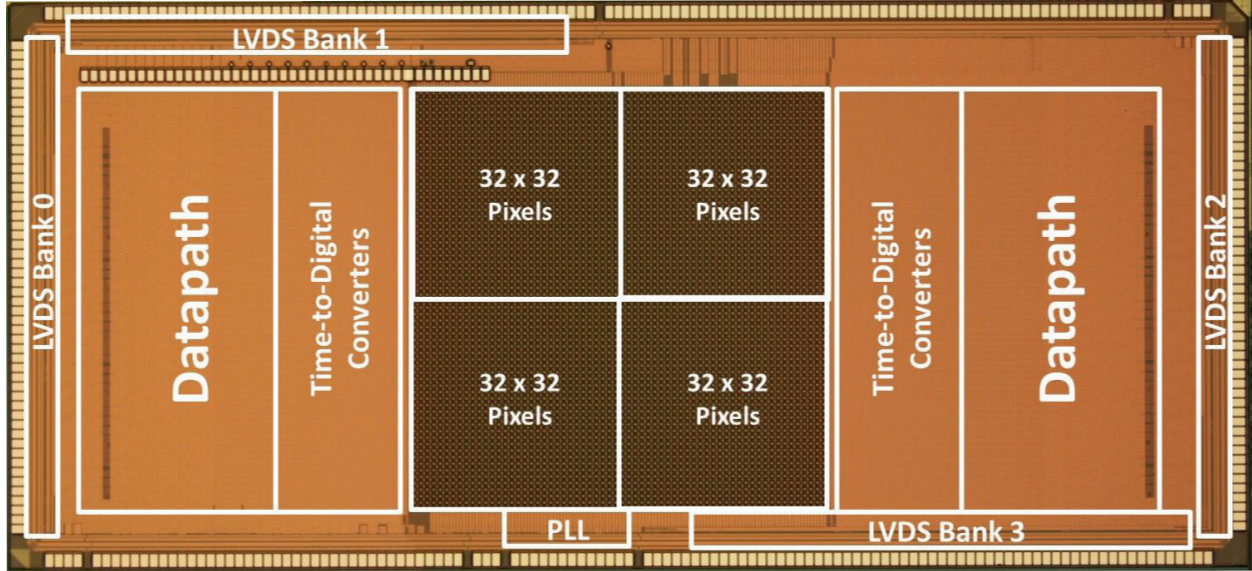 LVDS Bank 1
LVDS Bank 0
Datapath
Time-to-Digital
Converters
32 x 32
Pixels
32 x 32
Pixels
32 x 32
Pixels
32 x 32
Pixels
Time-to-Digital
Converters
Datapath
LVDS Bank 2
PLL
LVDS Bank 3